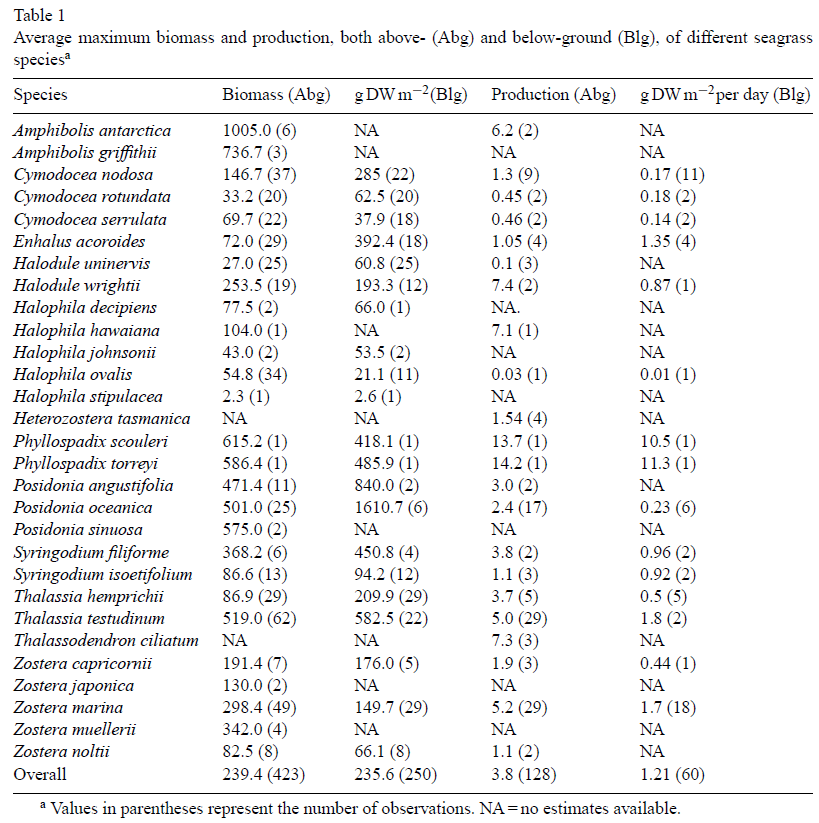 Table 1
Average maximum biomass and production, both above- (Abg) and below-ground (Blg), of different seagrass
speciesa
Species Biomass (Abg) g DW m−2(Blg) Production (Abg) g DW m−2per day (Blg)
Amphibolis antarctica 1005.0 (6) NA 6.2 (2) NA
Amphibolis griffithii 736.7 (3) NA NA NA
Cymodocea nodosa 146.7 (37) 285 (22) 1.3 (9) 0.17 (11)
Cymodocea rotundata 33.2 (20) 62.5 (20) 0.45 (2) 0.18 (2)
Cymodocea serrulata 69.7 (22) 37.9 (18) 0.46 (2) 0.14 (2)
Enhalus acoroides 72.0 (29) 392.4 (18) 1.05 (4) 1.35 (4)
Halodule uninervis 27.0 (25) 60.8 (25) 0.1 (3) NA
Halodule wrightii 253.5 (19) 193.3 (12) 7.4 (2) 0.87 (1)
Halophila decipiens 77.5 (2) 66.0 (1) NA. NA
Halophila hawaiana 104.0 (1) NA 7.1 (1) NA
Halophila johnsonii 43.0 (2) 53.5 (2) NA NA
Halophila ovalis 54.8 (34) 21.1 (11) 0.03 (1) 0.01 (1)
Halophila stipulacea 2.3 (1) 2.6 (1) NA NA
Heterozostera tasmanica NA NA 1.54 (4) NA
Phyllospadix scouleri 615.2 (1) 418.1 (1) 13.7 (1) 10.5 (1)
Phyllospadix torreyi 586.4 (1) 485.9 (1) 14.2 (1) 11.3 (1)
Posidonia angustifolia 471.4 (11) 840.0 (2) 3.0 (2) NA
Posidonia oceanica 501.0 (25) 1610.7 (6) 2.4 (17) 0.23 (6)
Posidonia sinuosa 575.0 (2) NA NA NA
Syringodium filiforme 368.2 (6) 450.8 (4) 3.8 (2) 0.96 (2)
Syringodium isoetifolium 86.6 (13) 94.2 (12) 1.1 (3) 0.92 (2)
Thalassia hemprichii 86.9 (29) 209.9 (29) 3.7 (5) 0.5 (5)
Thalassia testudinum 519.0 (62) 582.5 (22) 5.0 (29) 1.8 (2)
Thalassodendron ciliatum NA NA 7.3 (3) NA
Zostera capricornii 191.4 (7) 176.0 (5) 1.9 (3) 0.44 (1)
Zostera japonica 130.0 (2) NA NA NA
Zostera marina 298.4 (49) 149.7 (29) 5.2 (29) 1.7 (18)
Zostera muellerii 342.0 (4) NA NA NA
Zostera noltii 82.5 (8) 66.1 (8) 1.1 (2) NA
Overall 239.4 (423) 235.6 (250) 3.8 (128) 1.21 (60)
a Values in parentheses represent the number of observations. NA = no estimates available.